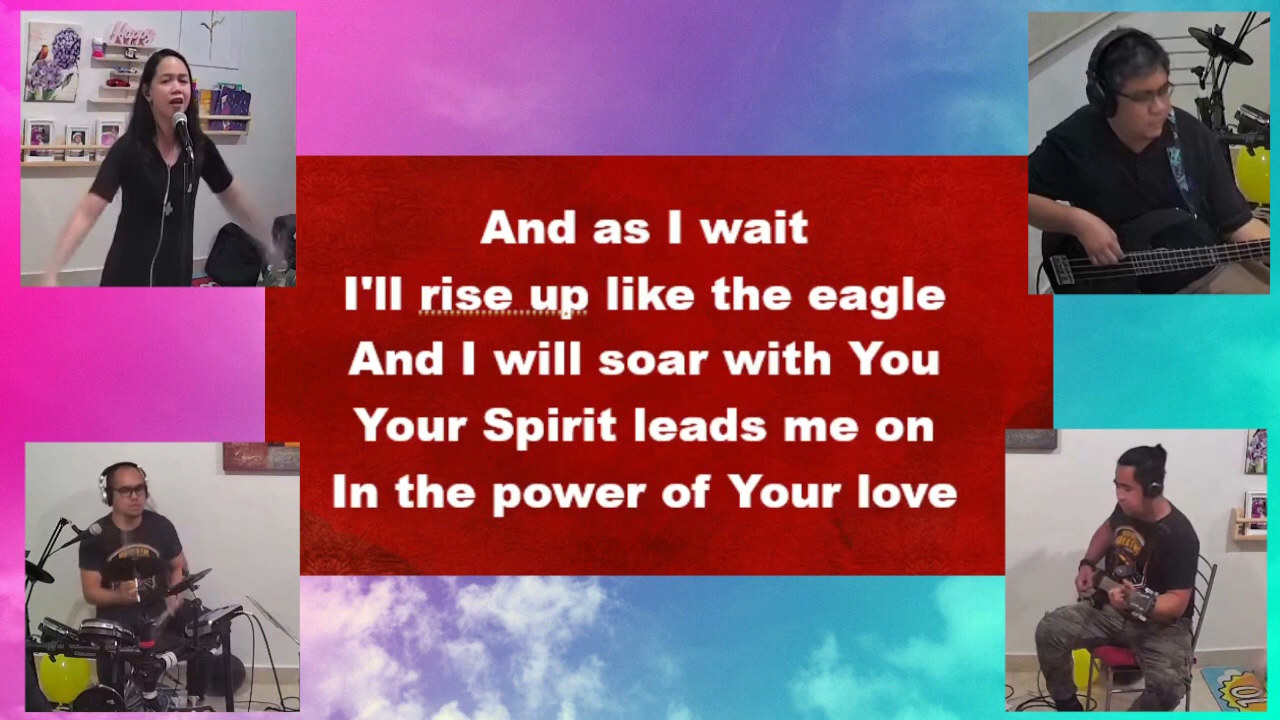 Happy
And as I wait
I'll rise up like the eagle
And I will soar with You
Your Spirit leads me on
In the power of Your love